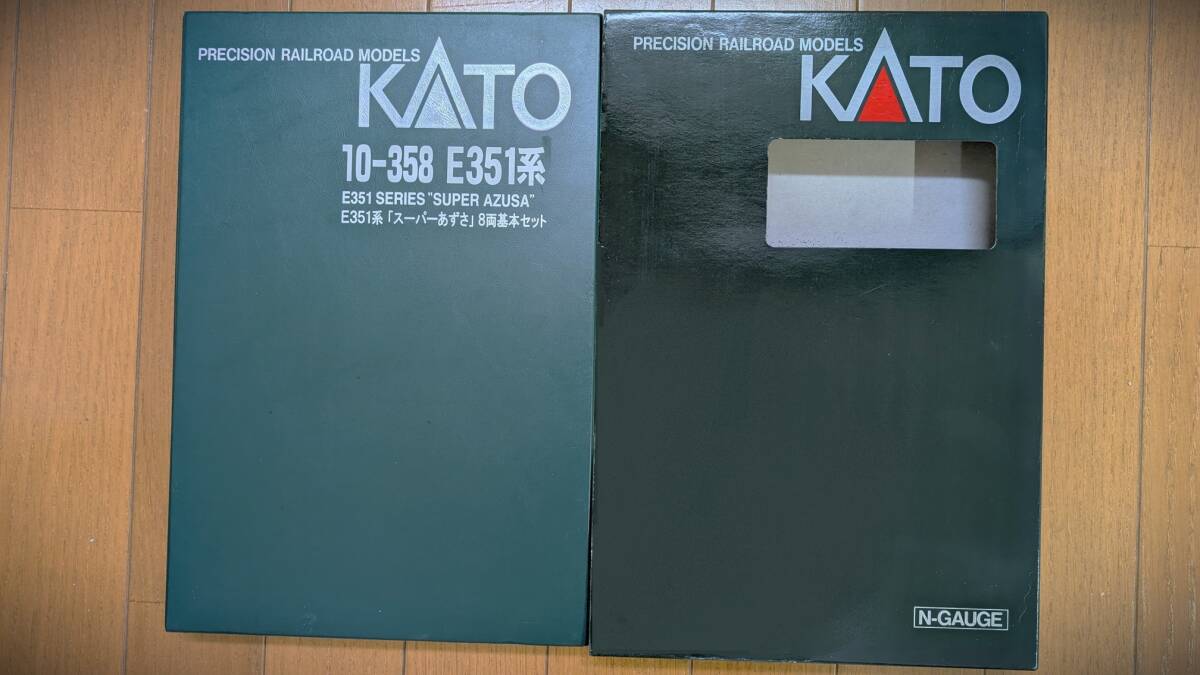 PRECISION RAILROAD MODELS
KATO
10-358 E351系
E351 SERIES "SUPER AZUSA"
E351系「スーパーあずさ」8両基本セット
PRECISION RAILROAD MODELS
KATO
N-GAUGE